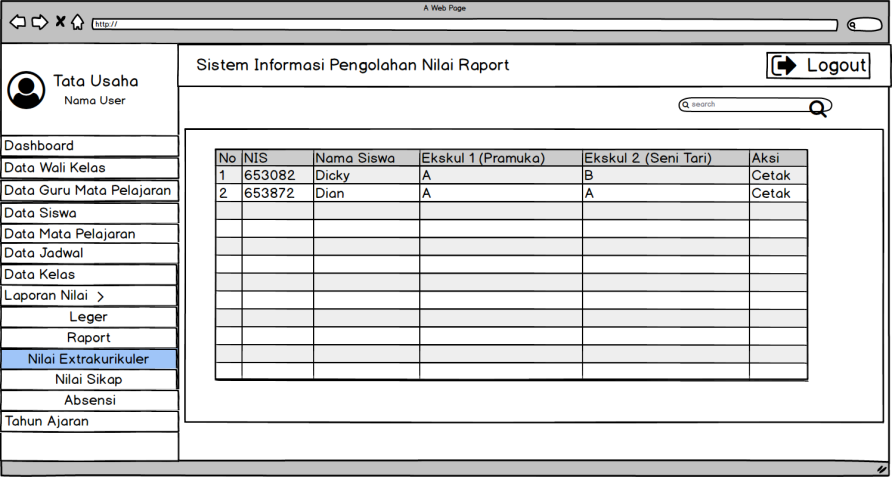 A Web Page
http://
Tata Usaha
Nama User
Sistem Informasi Pengolahan Nilai Raport
Logout
search
Dashboard
Data Wali Kelas
Data Guru Mata Pelajaran
Data Siswa
Data Mata Pelajaran
Data Jadwal
Data Kelas
Laporan Nilai >
Leger
Raport
Nilai Extrakurikuler
Nilai Sikap
Absensi
Tahun Ajaran
No NIS Nama Siswa Ekskul 1 (Pramuka) Ekskul 2 (Seni Tari) Aksi
1 653082 Dicky A B Cetak
2 653872 Dian A A Cetak